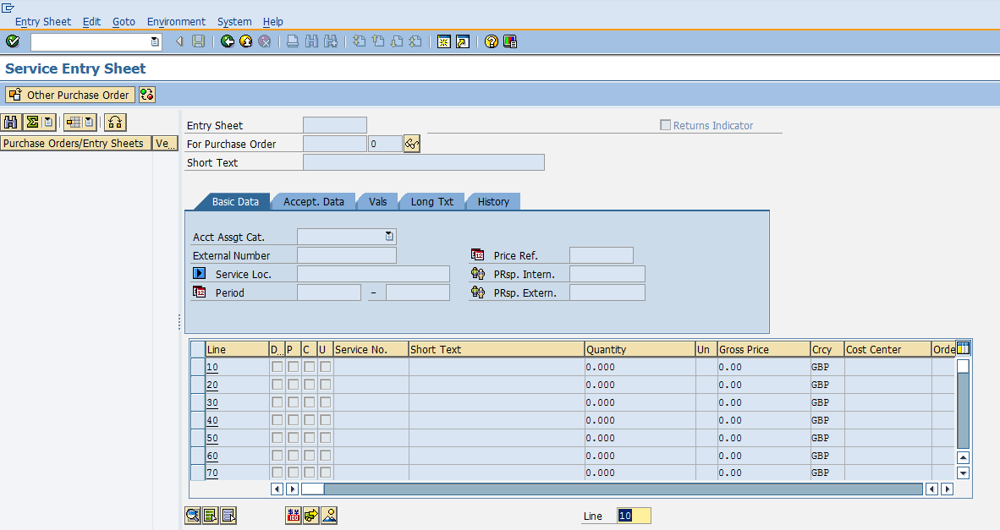 Entry Sheet Edit Goto Environment System Help
Service Entry Sheet
Other Purchase Order
Purchase Orders/Entry Sheets Ve...
Entry Sheet
Returns Indicator
For Purchase Order 0
Short Text
Basic Data Accept. Data Vals Long Txt History
Acct Assgt Cat.
External Number Price Ref.
Service Loc. PRsp. Intern.
Period – PRsp. Extern.
Line D... P C U Service No. Short Text Quantity Un Gross Price Crcy Cost Center Orde
10 0.000 0.00 GBP
20 0.000 0.00 GBP
30 0.000 0.00 GBP
40 0.000 0.00 GBP
50 0.000 0.00 GBP
60 0.000 0.00 GBP
70 0.000 0.00 GBP
Line 10